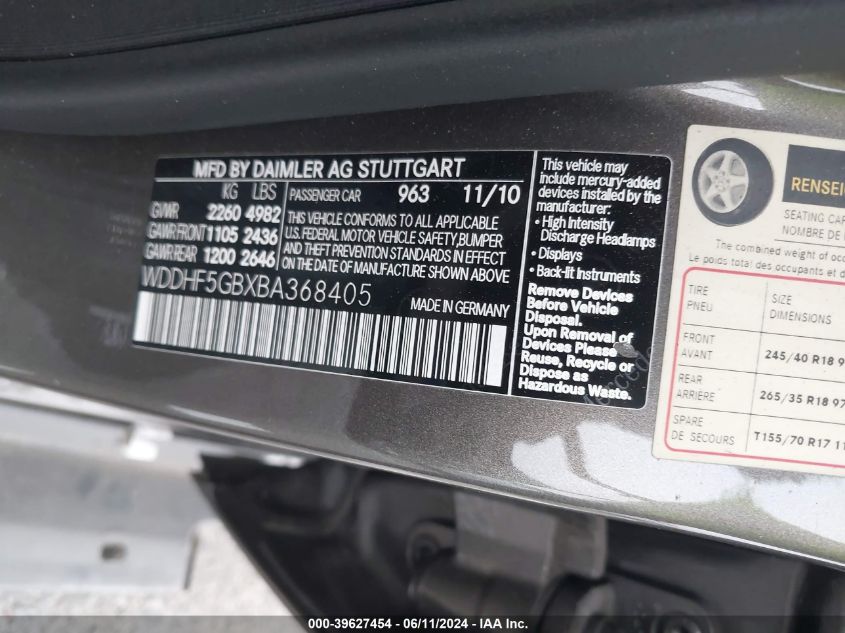 MFD BY DAIMLER AG STUTTGART
KG LBS
GVWR 2260 4982
GAWR FRONT 1105 2436
GAWR REAR 1200 2646
PASSENGER CAR 963 11/10
THIS VEHICLE CONFORMS TO ALL APPLICABLE
U.S. FEDERAL MOTOR VEHICLE SAFETY,BUMPER
AND THEFT PREVENTION STANDARDS IN EFFECT
ON THE DATE OF MANUFACTURE SHOWN ABOVE.
WDDHF5GBXBA368405
MADE IN GERMANY
This vehicle may
include mercury-added
devices installed by the
manufacturer:
• High Intensity
Discharge Headlamps
• Displays
• Back-lit Instruments
Remove Devices
Before Vehicle
Disposal.
Upon Removal of
Devices Please
Reuse, Recycle or
Dispose as
Hazardous Waste.
RENSEI
SEATING CA
NOMBRE DE
The combined weight of occ
Le poids total des occupants et d
TIRE
PNEU
SIZE
DIMENSIONS
FRONT
AVANT
245/40 R18 9
REAR
ARRIÈRE
265/35 R18 97
SPARE
DE SECOURS
T155/70 R17 11
000-39627454 - 06/11/2024 - IAA Inc.